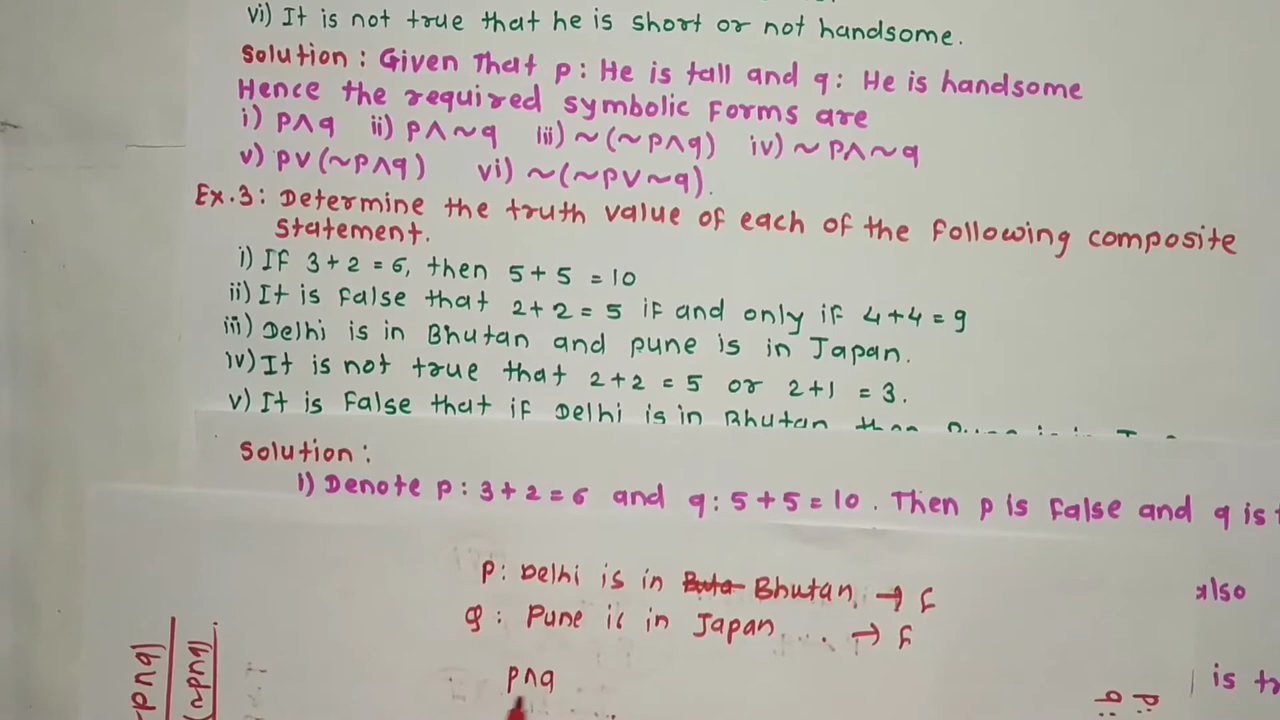 vi) It is not true that he is short or not handsome.
Solution: Given that p: He is tall and q: He is handsome
Hence the required symbolic forms are
i) p∧q ii) p∧~q iii) ~(~p∧q) iv) ~p∧~q
v) p∨(~p∧q) vi) ~(~p∨~q).
Ex.3: Determine the truth value of each of the following composite
statement.
i) If 3+2=6, then 5+5=10
ii) It is false that 2+2=5 if and only if 4+4=9
iii) Delhi is in Bhutan and pune is in Japan.
iv) It is not true that 2+2=5 or 2+1=3.
v) It is False that if Delhi is in Bhutan
Solution:
i) Denote p: 3+2=6 and q: 5+5=10. Then p is false and q is
p: Delhi is in Bhutan. → F
also
q: Pune is in Japan.... → F
p∧q
is